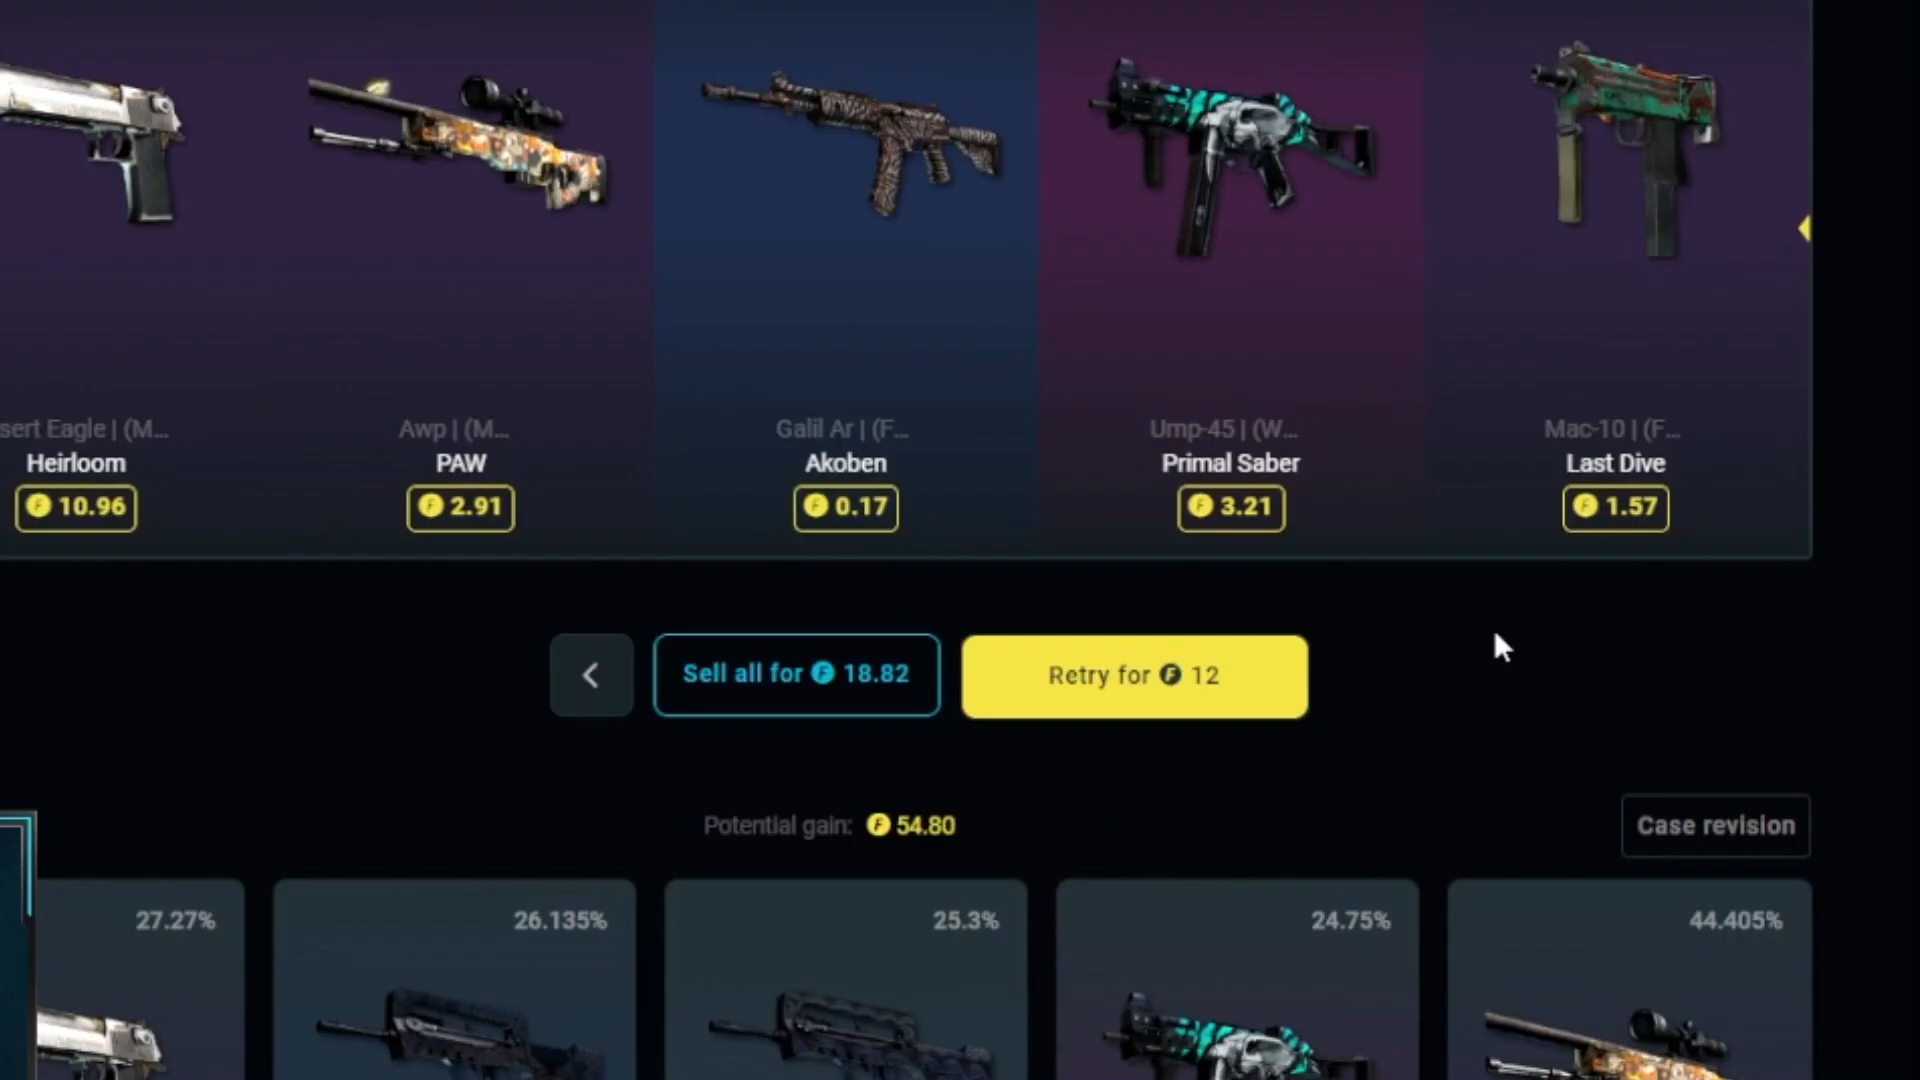 sert Eagle | (M...
Heirloom
10.96
Awp | (M...
PAW
2.91
Galil Ar | (F...
Akoben
0.17
Ump-45 | (W...
Primal Saber
3.21
Mac-10 | (F...
Last Dive
1.57
Sell all for F 18.82
Retry for F 12
Potential gain: F 54.80
Case revision
27.27%
26.135%
25.3%
24.75%
44.405%